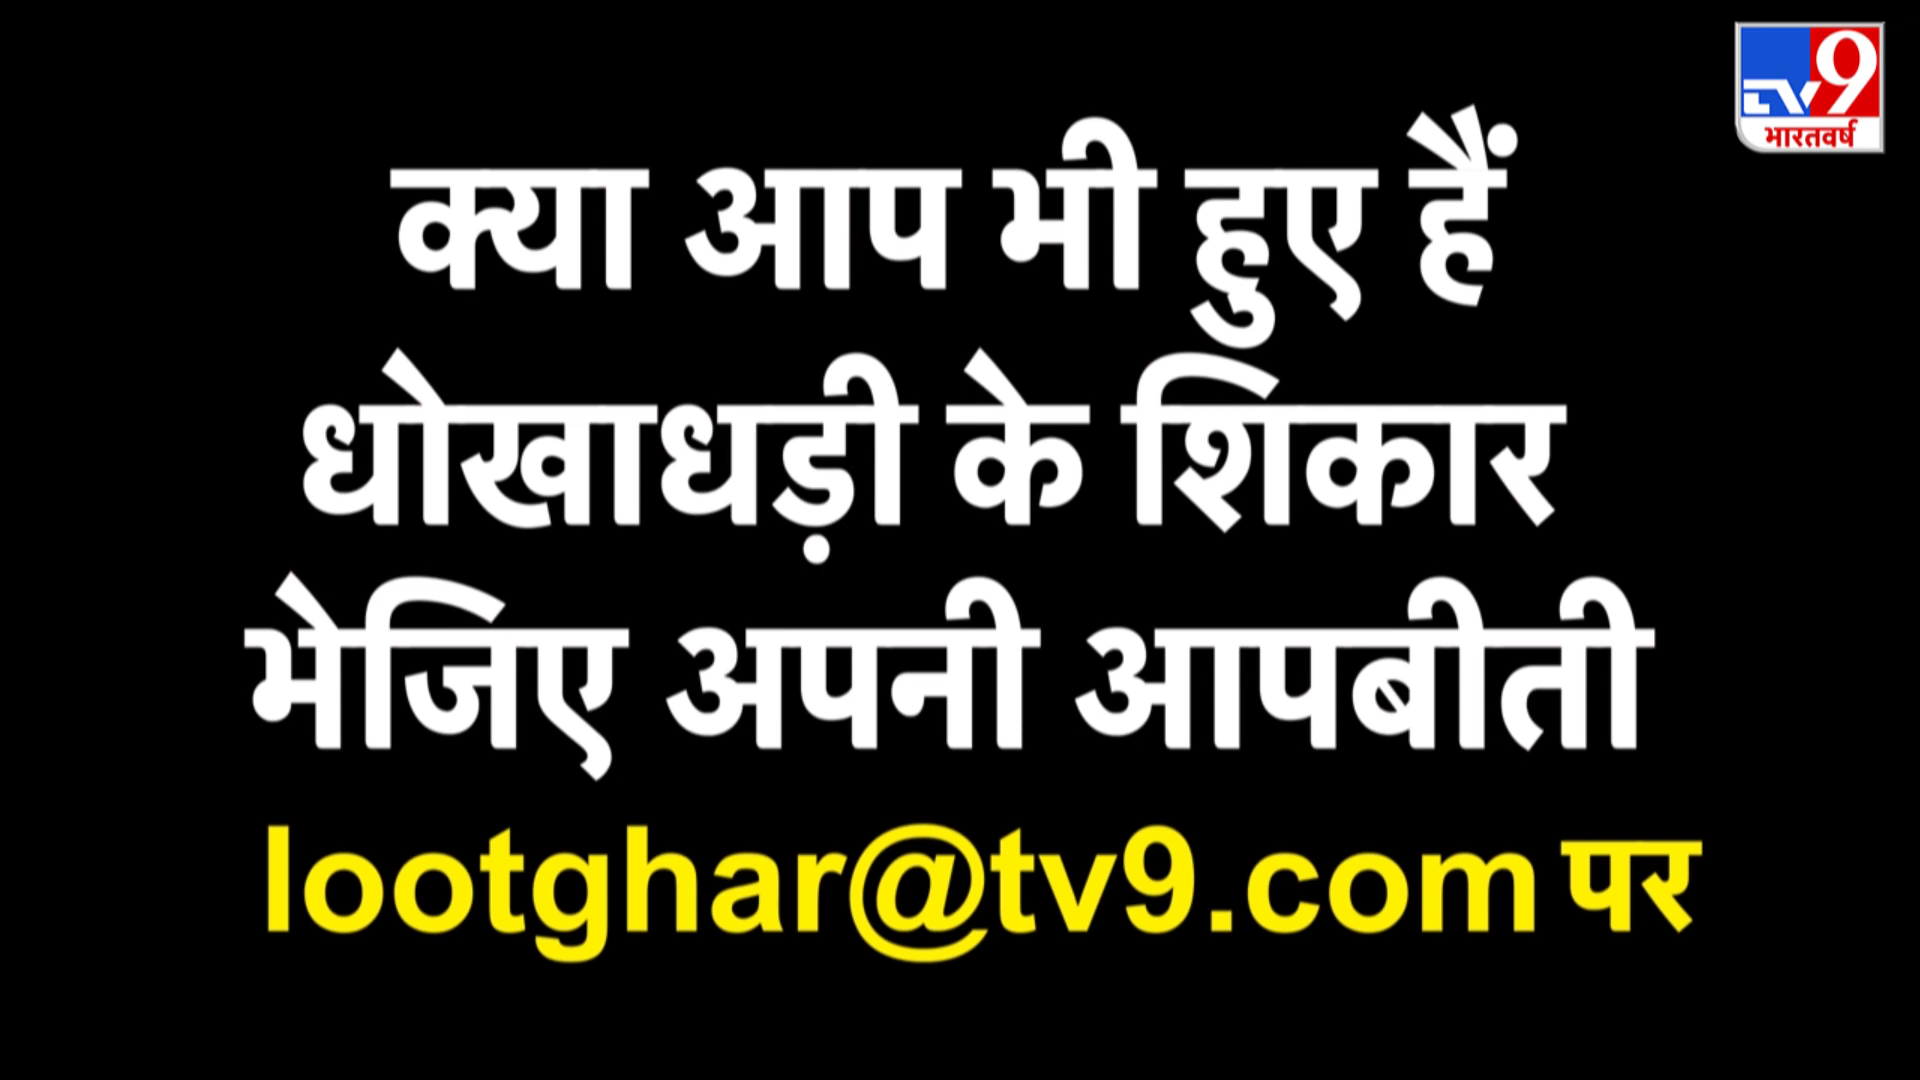 TV9
भारतवर्ष
क्या आप भी हुए हैं
धोखाधड़ी के शिकार
भेजिए अपनी आपबीती
lootghar@tv9.com पर